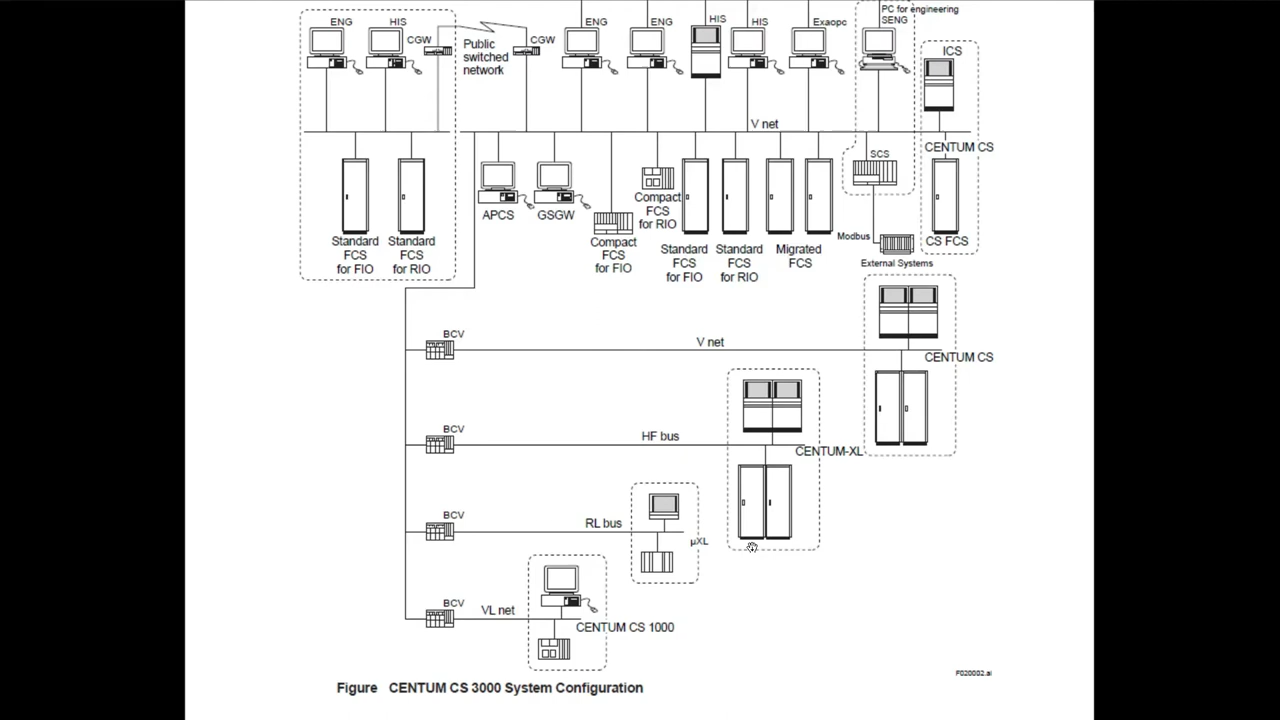 PC for engineering
SENG
ENG
HIS
CGW
Public
switched
network
CGW
ENG
ENG
HIS
HIS
Exaopc
ICS
V net
CENTUM CS
SCS
APCS
GSGW
Compact
FCS
for RIO
Compact
FCS
for FIO
Standard
FCS
for FIO
Standard
FCS
for RIO
Standard
FCS
for FIO
Standard
FCS
for RIO
Migrated
FCS
Modbus
External Systems
CS FCS
BCV
V net
CENTUM CS
BCV
HF bus
CENTUM-XL
BCV
RL bus
µXL
BCV
VL net
CENTUM CS 1000
F020002.ai
Figure CENTUM CS 3000 System Configuration